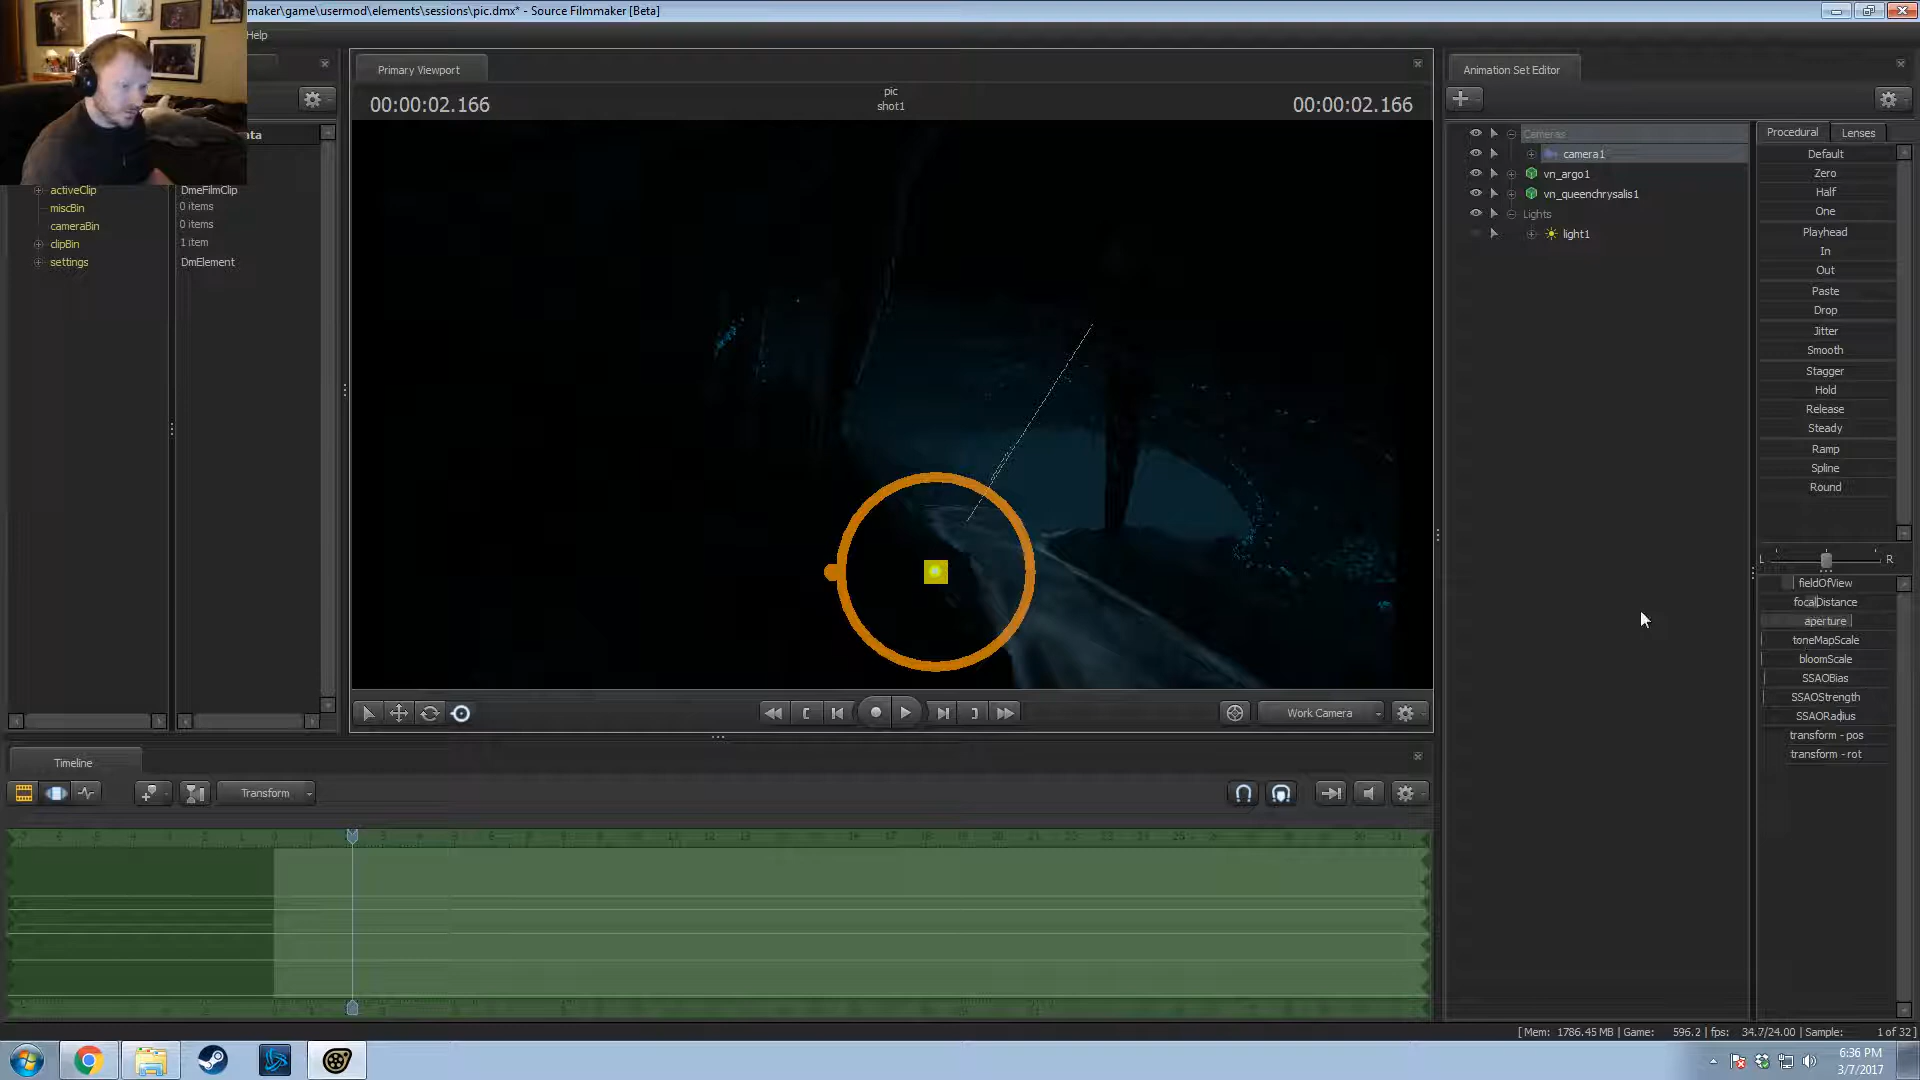 maker\game\usermod\elements\sessions\pic.dmx* - Source Filmmaker [Beta]
Help
Primary Viewport
Animation Set Editor
00:00:02.166
pic
shot1
00:00:02.166
ata
activeClip DmeFilmClip
miscBin 0 items
cameraBin 0 items
clipBin 1 item
settings DmElement
Cameras
camera1
vn_argo1
vn_queenchrysalis1
Lights
light1
Procedural Lenses
Default
Zero
Half
One
Playhead
In
Out
Paste
Drop
Jitter
Smooth
Stagger
Hold
Release
Steady
Ramp
Spline
Round
L R
fieldOfView
focalDistance
aperture
toneMapScale
bloomScale
SSAOBias
SSAOStrength
SSAORadius
transform - pos
transform - rot
Work Camera
Timeline
Transform
[ Mem: 1786.45 MB | Game: 596.2 | fps: 34.7/24.00 | Sample: 1 of 32 ]
6:36 PM
3/7/2017